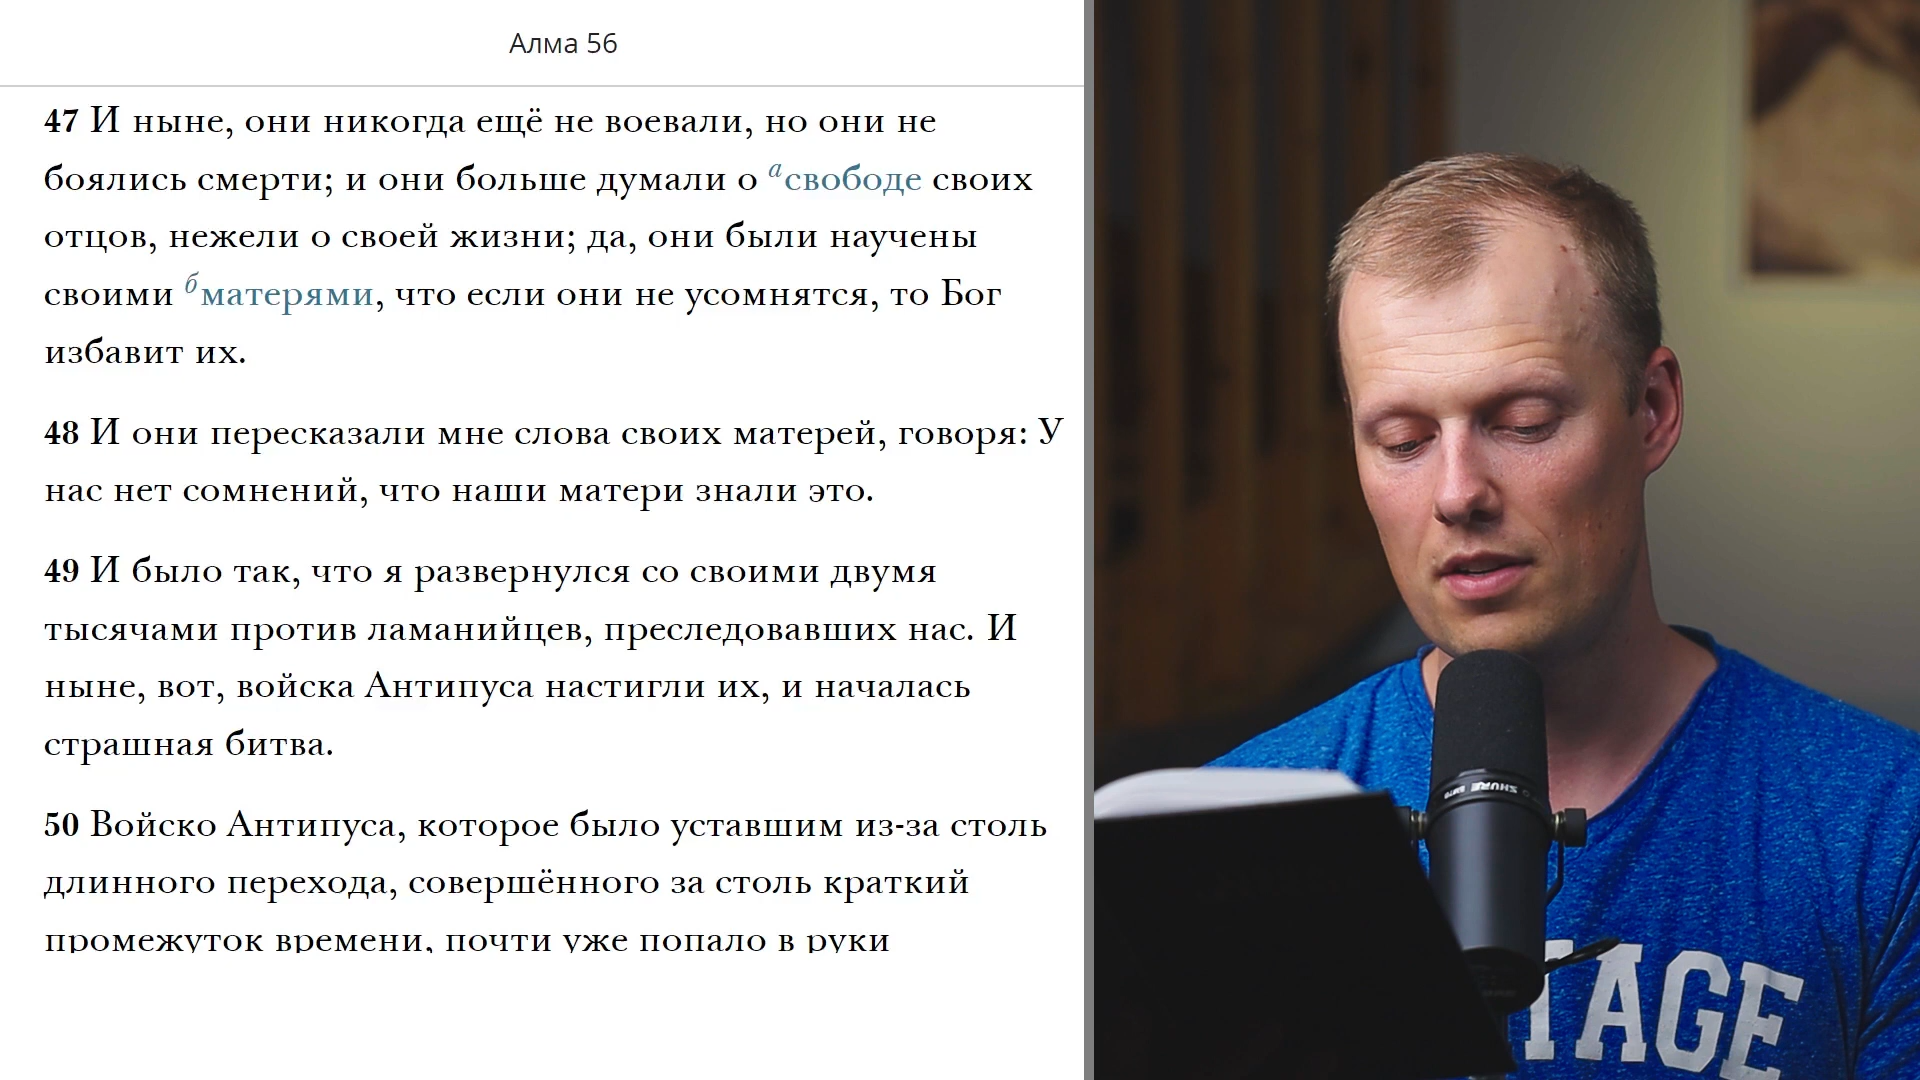 Алма 56
47 И ныне, они никогда ещё не воевали, но они не
боялись смерти; и они больше думали о ᵃсвободе своих
отцов, нежели о своей жизни; да, они были научены
своими ᵇматерями, что если они не усомнятся, то Бог
избавит их.
48 И они пересказали мне слова своих матерей, говоря: У
нас нет сомнений, что наши матери знали это.
49 И было так, что я развернулся со своими двумя
тысячами против ламанийцев, преследовавших нас. И
ныне, вот, войска Антипуса настигли их, и началась
страшная битва.
50 Войско Антипуса, которое было уставшим из-за столь
длинного перехода, совершённого за столь краткий
промежуток времени, почти уже попало в руки
SHURE SM7B
TAGE